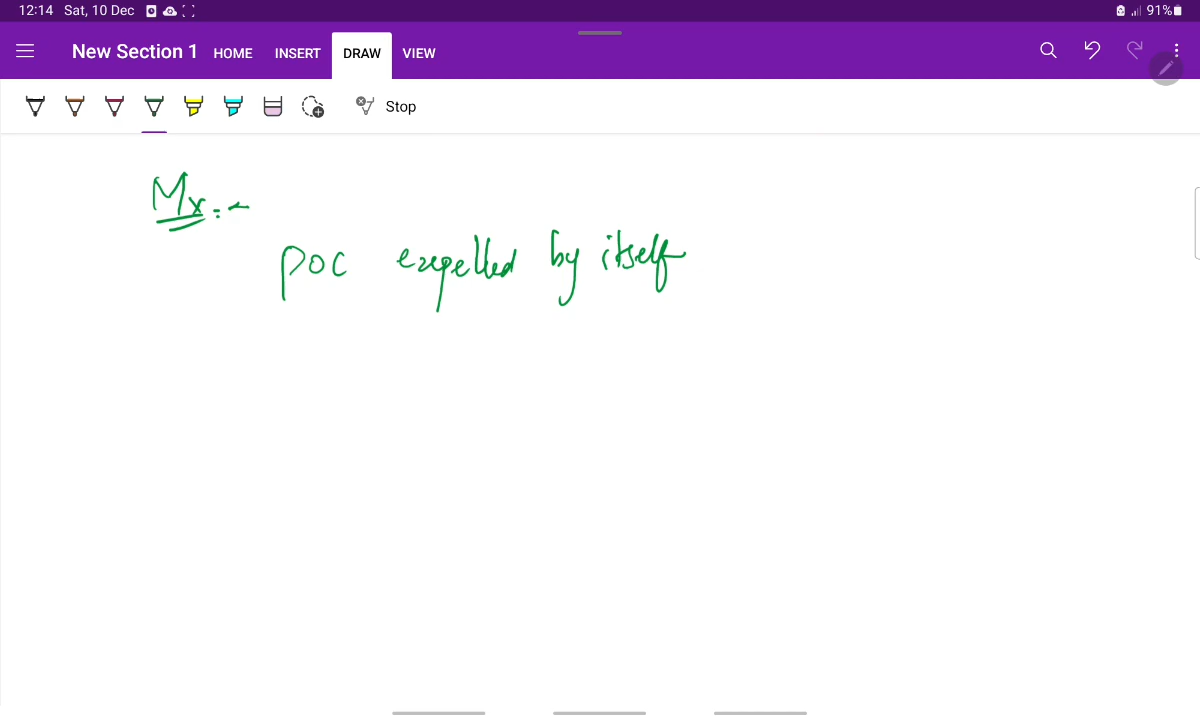 12:14 Sat, 10 Dec 91%
New Section 1 HOME INSERT DRAW VIEW
Stop
Mx:-
POC expelled by itself